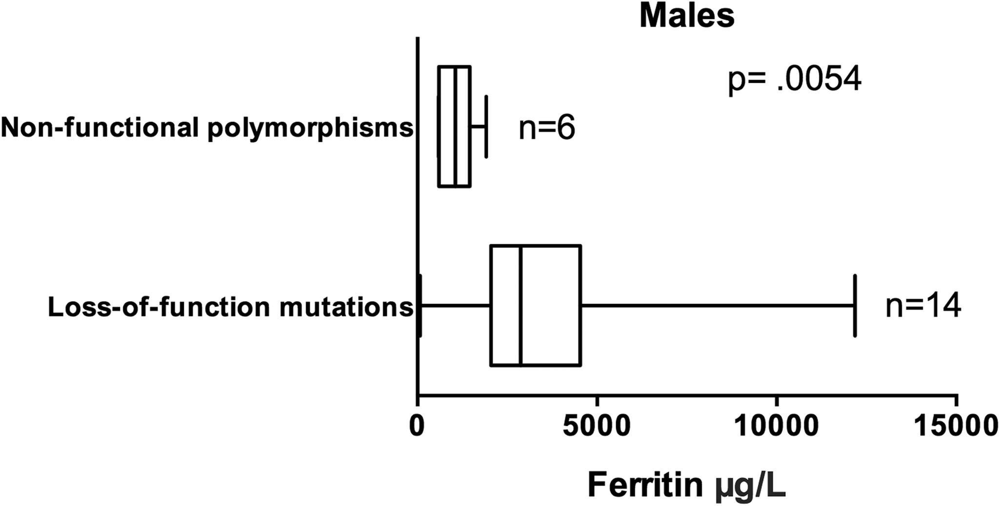 Males
p= .0054
Non-functional polymorphisms
n=6
Loss-of-function mutations
n=14
0 5000 10000 15000
Ferritin µg/L